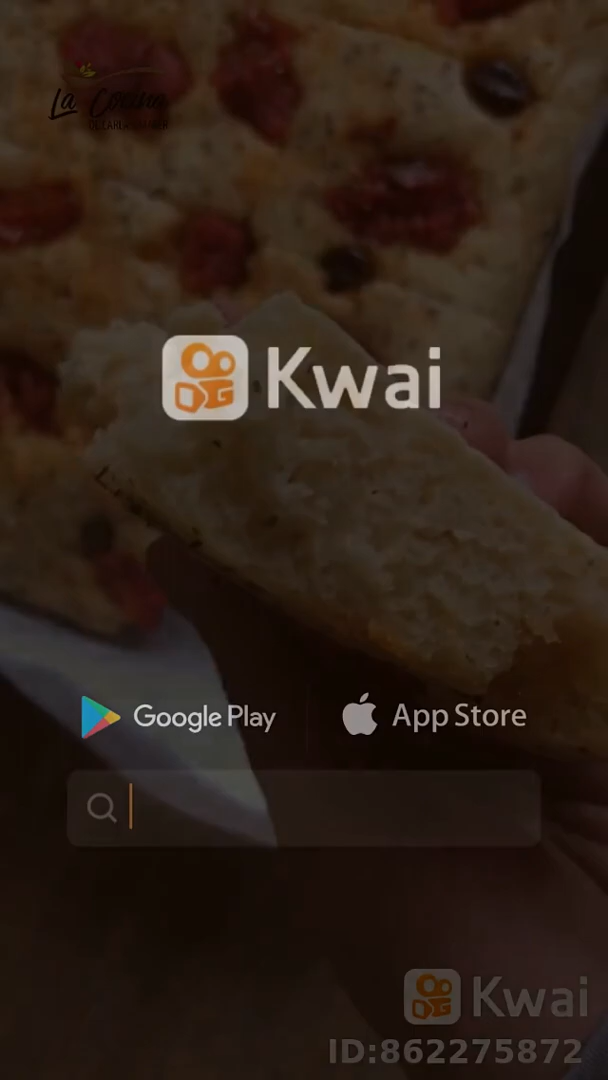 La Cocina
Kwai
Google Play
App Store
Kwai
ID:862275872